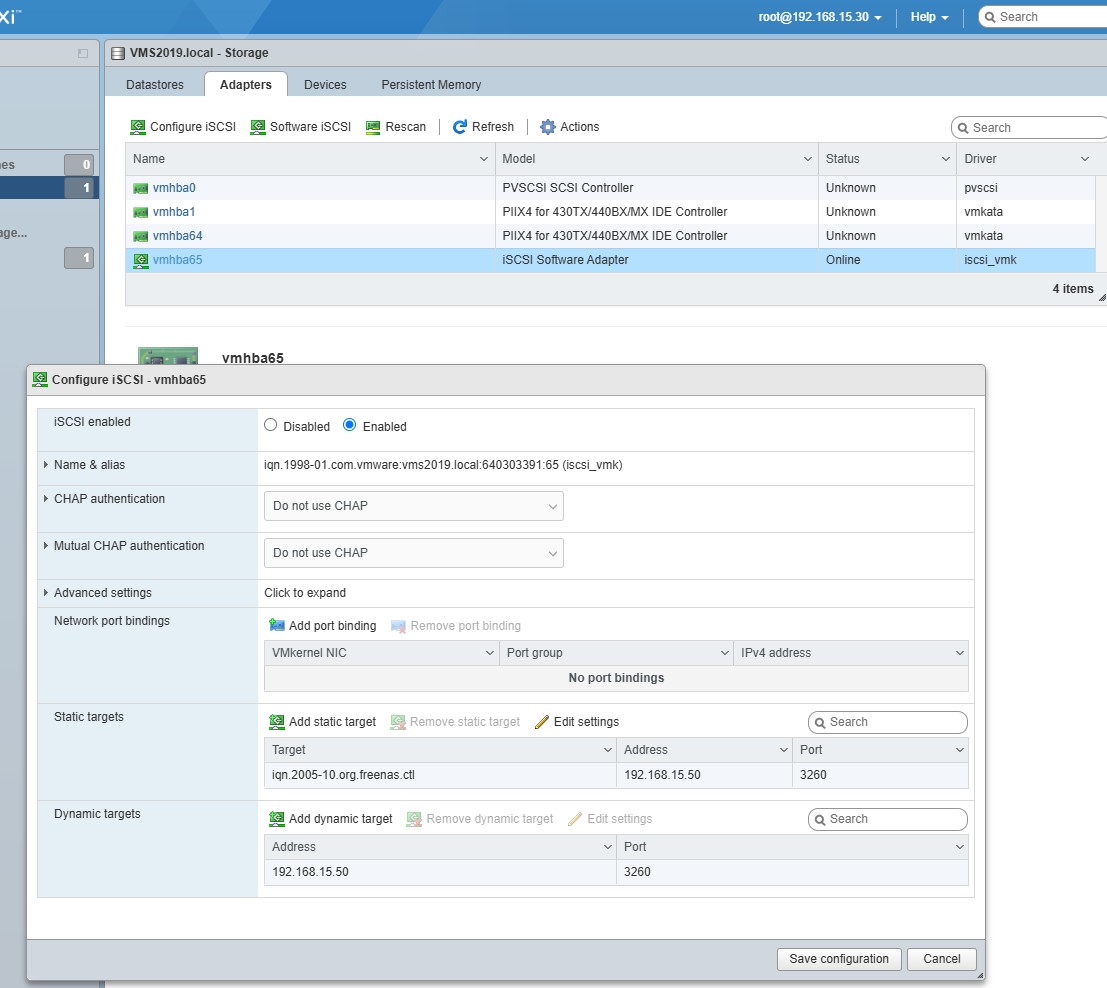 Xi™
root@192.168.15.30 Help Search
VMS2019.local - Storage
Datastores Adapters Devices Persistent Memory
Configure iSCSI Software iSCSI Rescan Refresh Actions Search
Name Model Status Driver
nes 0
vmhba0 PVSCSI SCSI Controller Unknown pvscsi
1
vmhba1 PIIX4 for 430TX/440BX/MX IDE Controller Unknown vmkata
age...
vmhba64 PIIX4 for 430TX/440BX/MX IDE Controller Unknown vmkata
1
vmhba65 iSCSI Software Adapter Online iscsi_vmk
4 items
vmhba65
Configure iSCSI - vmhba65
iSCSI enabled Disabled Enabled
Name & alias iqn.1998-01.com.vmware:vms2019.local:640303391:65 (iscsi_vmk)
CHAP authentication Do not use CHAP
Mutual CHAP authentication Do not use CHAP
Advanced settings Click to expand
Network port bindings Add port binding Remove port binding
VMkernel NIC Port group IPv4 address
No port bindings
Static targets Add static target Remove static target Edit settings Search
Target Address Port
iqn.2005-10.org.freenas.ctl 192.168.15.50 3260
Dynamic targets Add dynamic target Remove dynamic target Edit settings Search
Address Port
192.168.15.50 3260
Save configuration Cancel